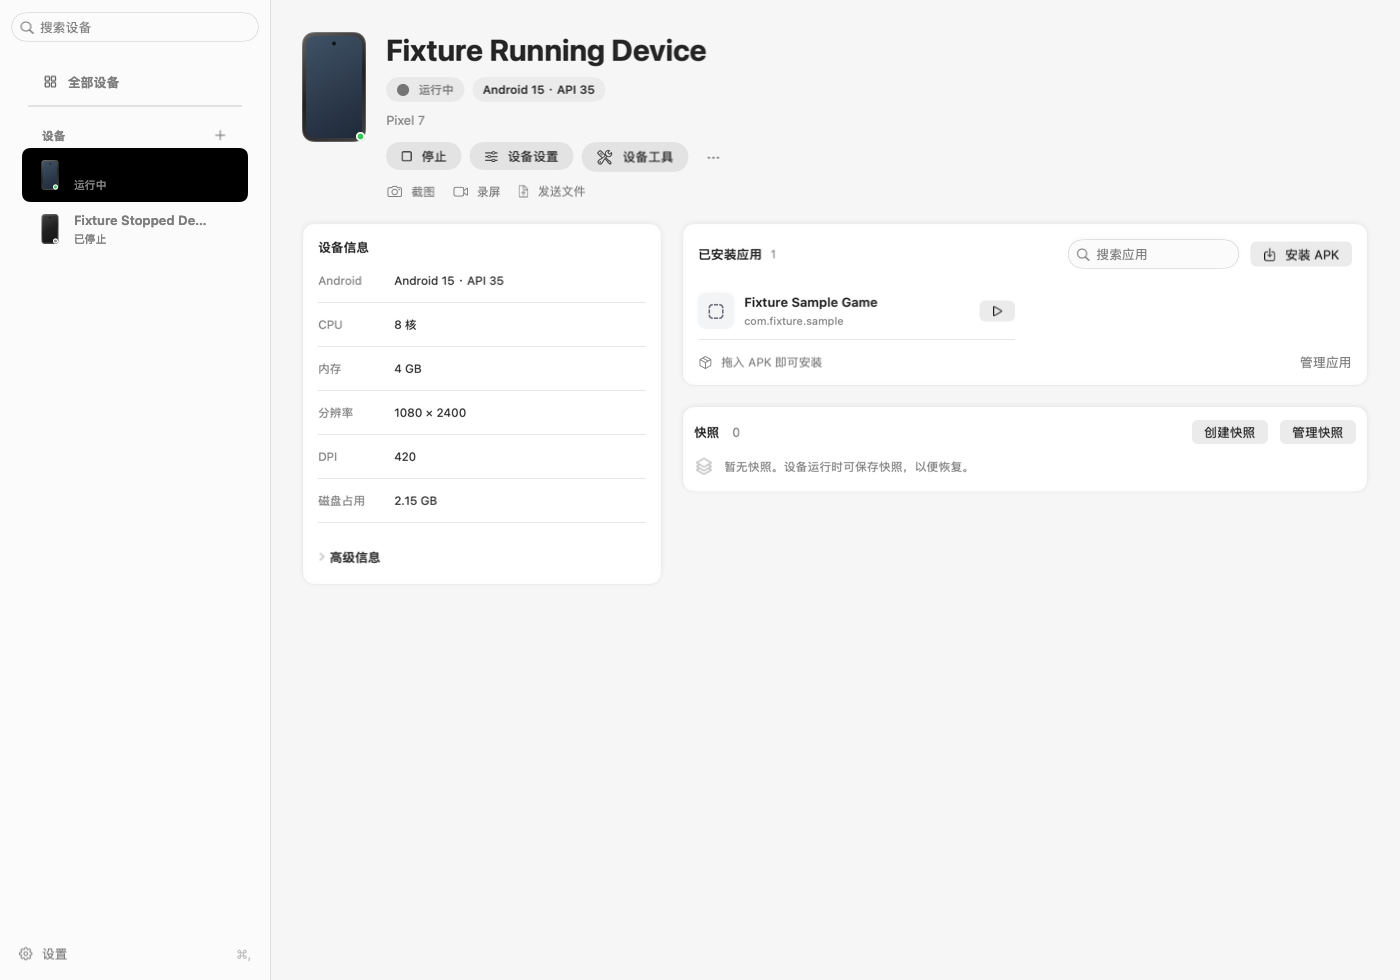 搜索设备
全部设备
设备
运行中
Fixture Stopped De...
已停止
设置
⌘,
Fixture Running Device
运行中
Android 15 · API 35
Pixel 7
停止
设备设置
设备工具
截图
录屏
发送文件
设备信息
Android Android 15 · API 35
CPU 8 核
内存 4 GB
分辨率 1080 × 2400
DPI 420
磁盘占用 2.15 GB
高级信息
已安装应用 1
搜索应用
安装 APK
Fixture Sample Game
com.fixture.sample
拖入 APK 即可安装
管理应用
快照 0
创建快照
管理快照
暂无快照。设备运行时可保存快照，以便恢复。